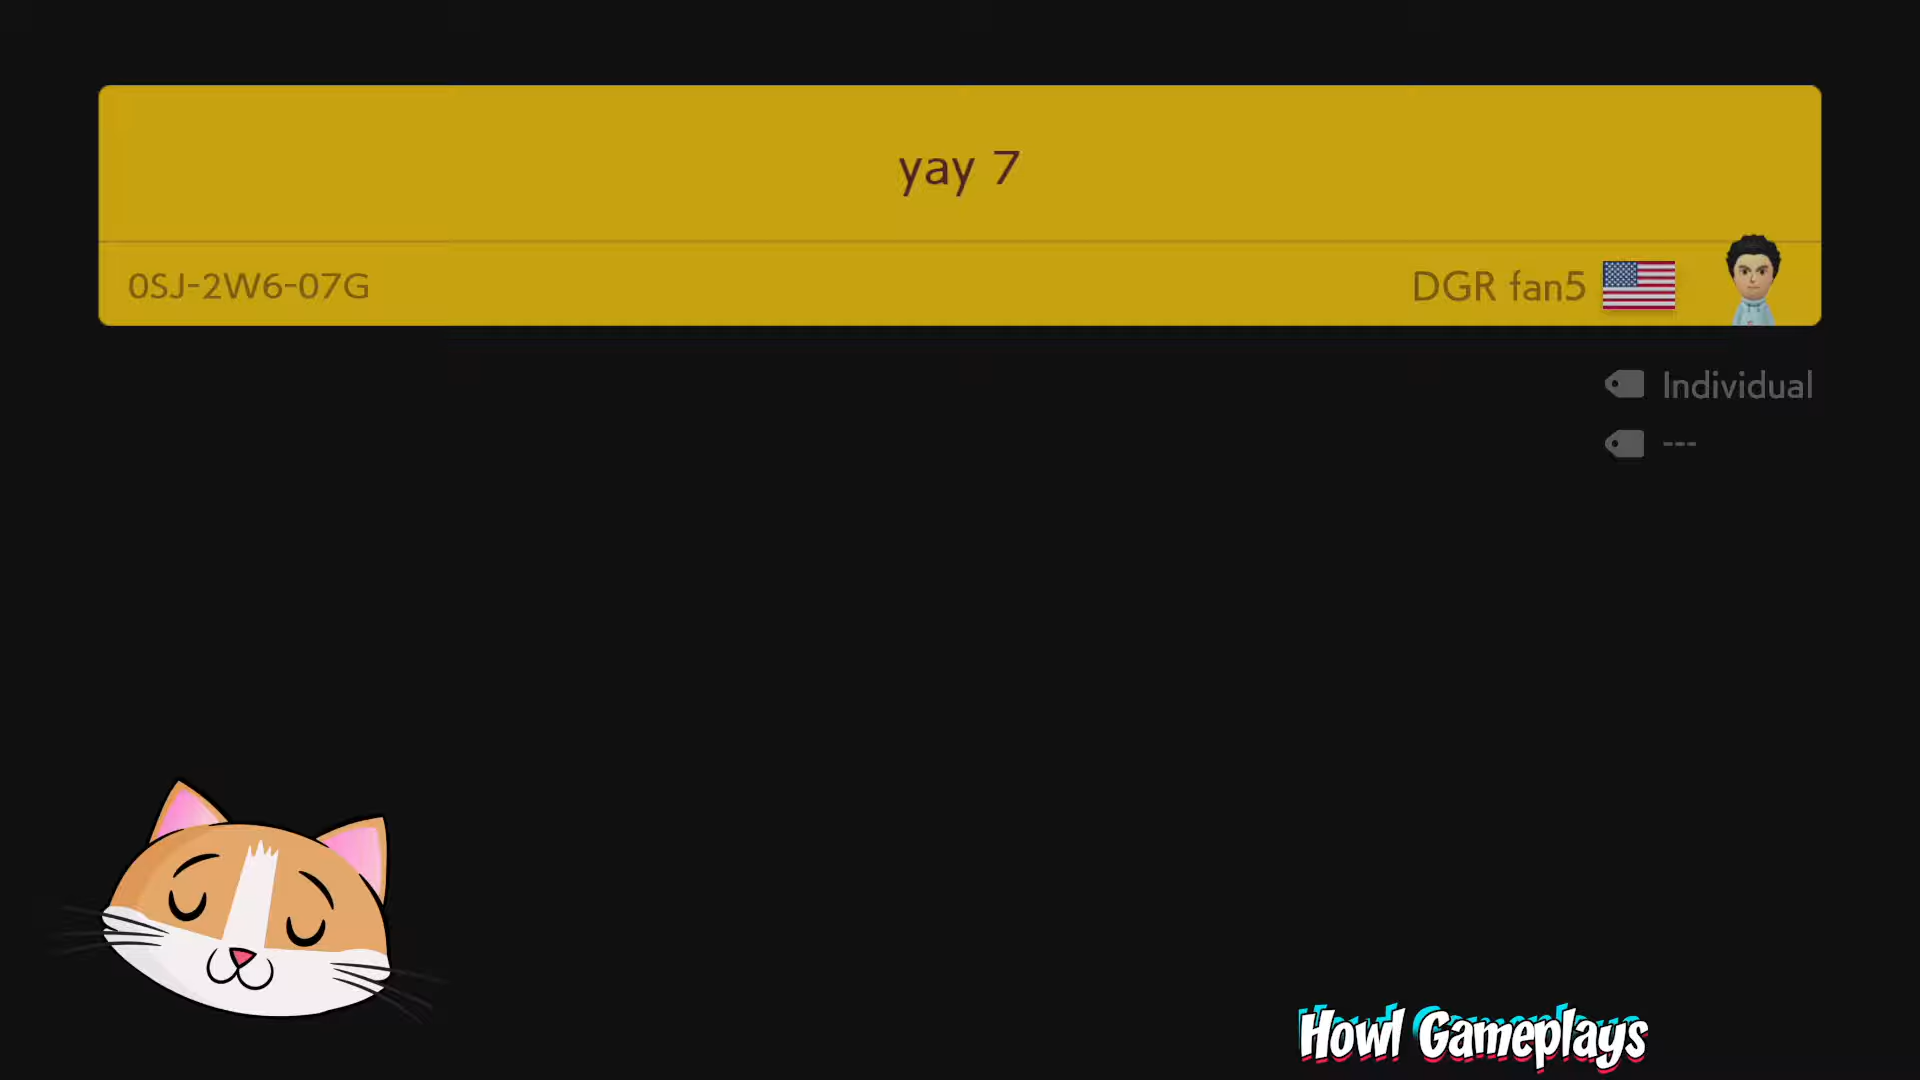 yay 7
0SJ-2W6-07G
DGR fan5
Individual
---
Howl Gameplays